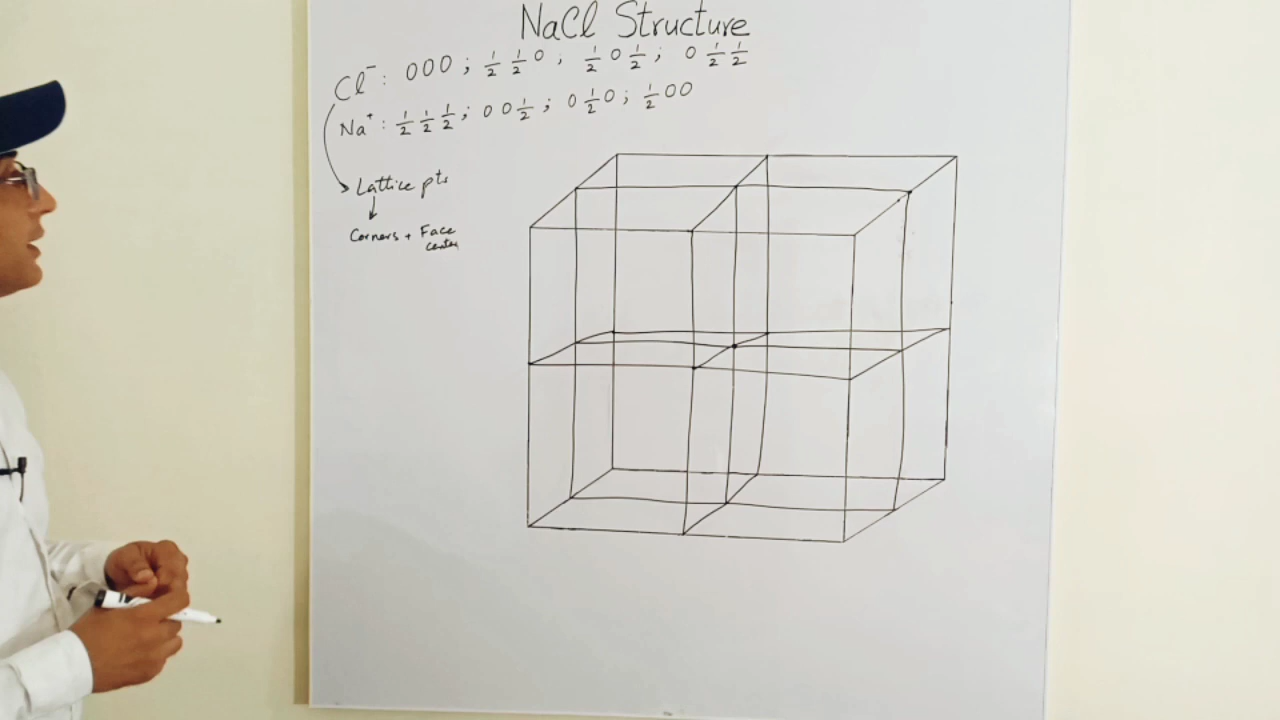 NaCl Structure
Cl⁻ : 000 ; ½ ½ 0 ; ½ 0 ½ ; 0 ½ ½
Na⁺ : ½ ½ ½ ; 0 0 ½ ; 0 ½ 0 ; ½ 0 0
Lattice pts
Corners + Face
center